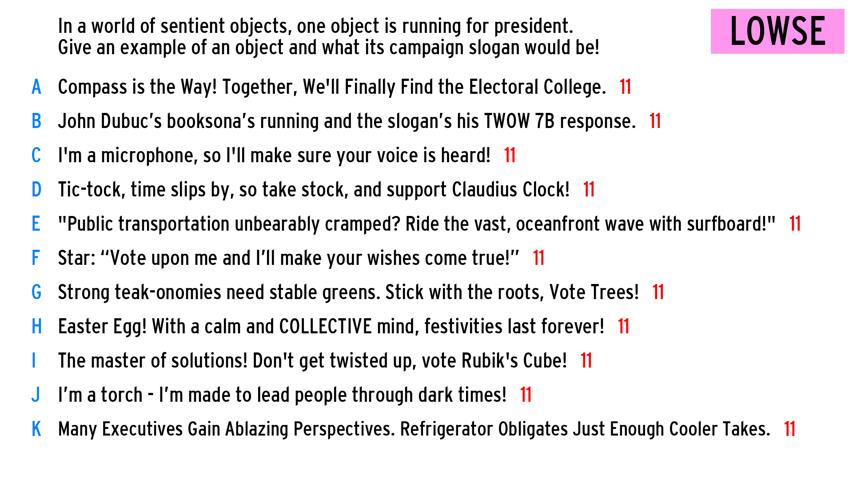 In a world of sentient objects, one object is running for president.
Give an example of an object and what its campaign slogan would be!
LOWSE
A Compass is the Way! Together, We'll Finally Find the Electoral College. 11
B John Dubuc’s booksona’s running and the slogan’s his TWOW 7B response. 11
C I'm a microphone, so I'll make sure your voice is heard! 11
D Tic-tock, time slips by, so take stock, and support Claudius Clock! 11
E "Public transportation unbearably cramped? Ride the vast, oceanfront wave with surfboard!" 11
F Star: “Vote upon me and I’ll make your wishes come true!” 11
G Strong teak-onomies need stable greens. Stick with the roots, Vote Trees! 11
H Easter Egg! With a calm and COLLECTIVE mind, festivities last forever! 11
I The master of solutions! Don't get twisted up, vote Rubik's Cube! 11
J I’m a torch - I’m made to lead people through dark times! 11
K Many Executives Gain Ablazing Perspectives. Refrigerator Obligates Just Enough Cooler Takes. 11